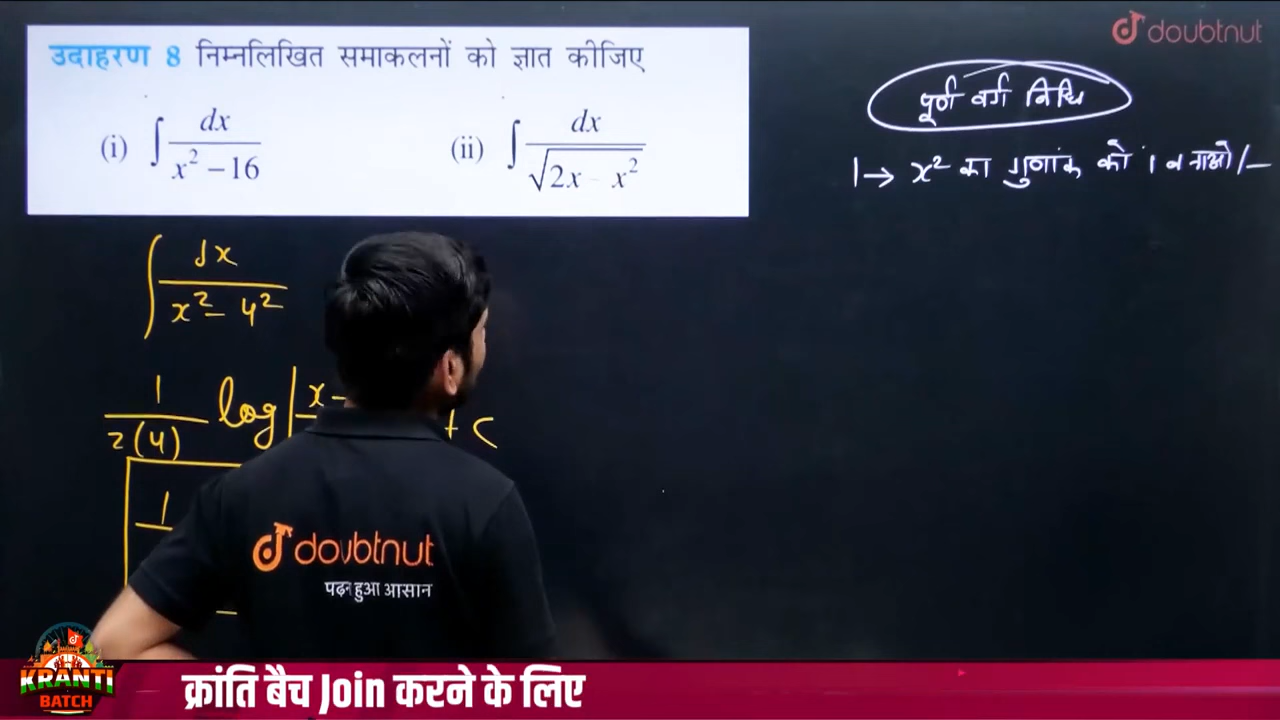 doubtnut
उदाहरण 8 निम्नलिखित समाकलनों को ज्ञात कीजिए
(i) ∫ dx / (x² – 16) (ii) ∫ dx / √(2x – x²)
पूर्ण वर्ग विधि
1 → x² का गुणांक को 1 बनाओ/–
∫ dx / (x² – 4²)
1 / 2(4) log | x – + c
1
doubtnut
पढ़ना हुआ आसान
KRANTI
BATCH
क्रांति बैच Join करने के लिए